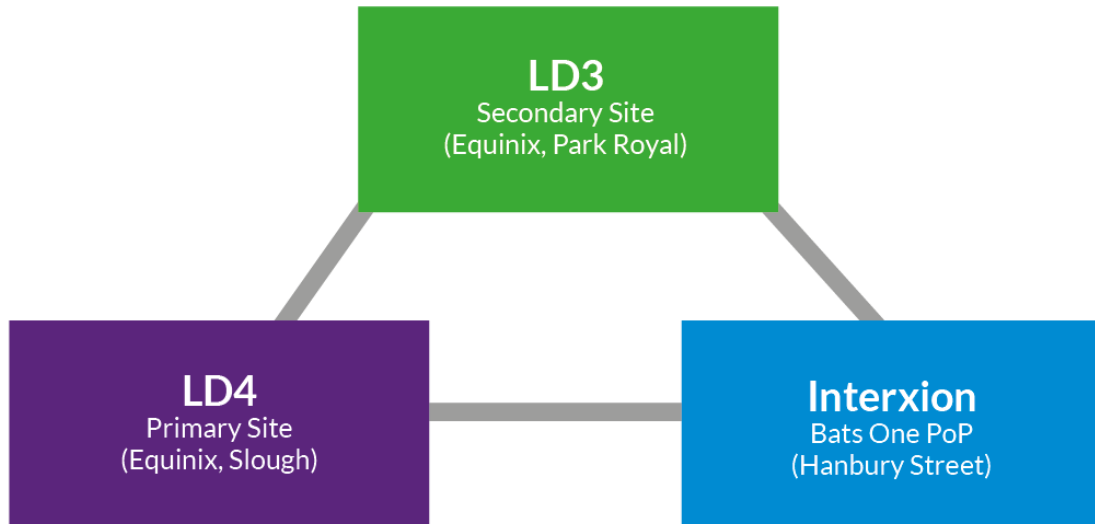 LD3
Secondary Site
(Equinix, Park Royal)
LD4
Primary Site
(Equinix, Slough)
Interxion
Bats One PoP
(Hanbury Street)